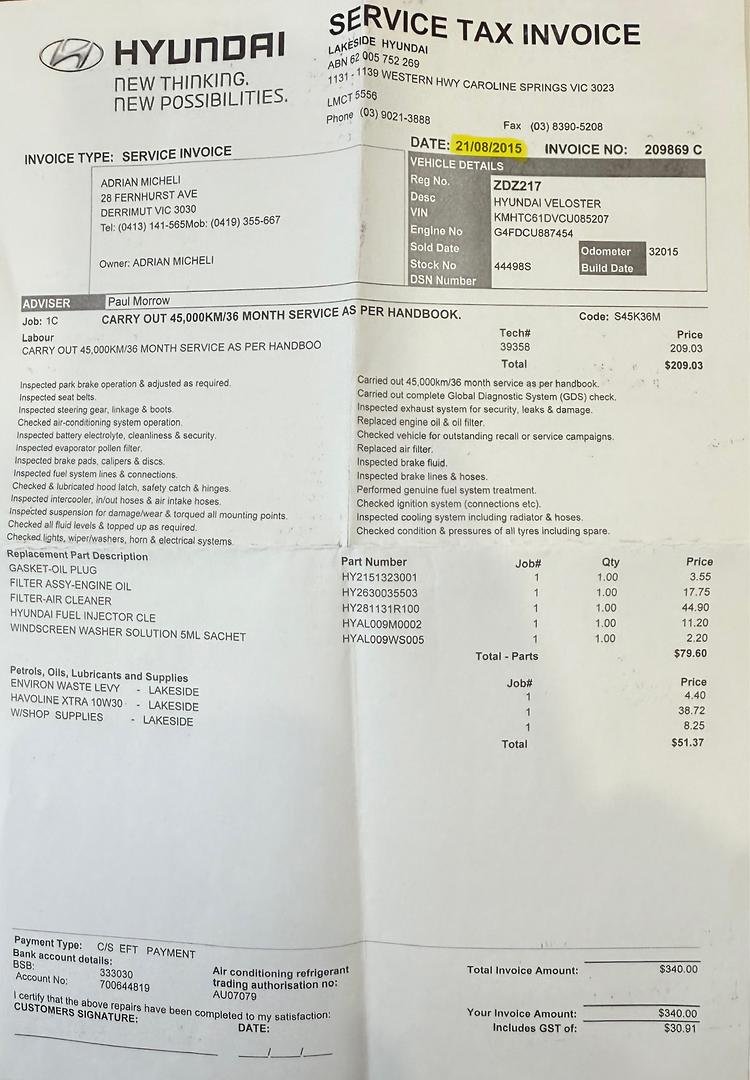 HYUNDAI
NEW THINKING.
NEW POSSIBILITIES.
SERVICE TAX INVOICE
LAKESIDE HYUNDAI
ABN 62 005 752 269
1131 - 1139 WESTERN HWY CAROLINE SPRINGS VIC 3023
LMCT 5556
Phone (03) 9021-3888 Fax (03) 8390-5208
INVOICE TYPE: SERVICE INVOICE
DATE: 21/08/2015 INVOICE NO: 209869 C
ADRIAN MICHELI
28 FERNHURST AVE
DERRIMUT VIC 3030
Tel: (0413) 141-565Mob: (0419) 355-667
Owner: ADRIAN MICHELI
VEHICLE DETAILS
Reg No. ZDZ217
Desc HYUNDAI VELOSTER
VIN KMHTC61DVCU085207
Engine No G4FDCU887454
Sold Date Odometer 32015
Stock No 44498S Build Date
DSN Number
ADVISER Paul Morrow
Job: 1C CARRY OUT 45,000KM/36 MONTH SERVICE AS PER HANDBOOK. Code: S45K36M
Labour Tech# Price
CARRY OUT 45,000KM/36 MONTH SERVICE AS PER HANDBOO 39358 209.03
Total $209.03
Inspected park brake operation & adjusted as required.
Inspected seat belts.
Inspected steering gear, linkage & boots.
Checked air-conditioning system operation.
Inspected battery electrolyte, cleanliness & security.
Inspected evaporator pollen filter.
Inspected brake pads, calipers & discs.
Inspected fuel system lines & connections.
Checked & lubricated hood latch, safety catch & hinges.
Inspected intercooler, in/out hoses & air intake hoses.
Inspected suspension for damage/wear & torqued all mounting points.
Checked all fluid levels & topped up as required.
Checked lights, wiper/washers, horn & electrical systems.
Carried out 45,000km/36 month service as per handbook.
Carried out complete Global Diagnostic System (GDS) check.
Inspected exhaust system for security, leaks & damage.
Replaced engine oil & oil filter.
Checked vehicle for outstanding recall or service campaigns.
Replaced air filter.
Inspected brake fluid.
Inspected brake lines & hoses.
Performed genuine fuel system treatment.
Checked ignition system (connections etc).
Inspected cooling system including radiator & hoses.
Checked condition & pressures of all tyres including spare.
Replacement Part Description Part Number Job# Qty Price
GASKET-OIL PLUG HY2151323001 1 1.00 3.55
FILTER ASSY-ENGINE OIL HY2630035503 1 1.00 17.75
FILTER-AIR CLEANER HY281131R100 1 1.00 44.90
HYUNDAI FUEL INJECTOR CLE HYAL009M0002 1 1.00 11.20
WINDSCREEN WASHER SOLUTION 5ML SACHET HYAL009WS005 1 1.00 2.20
Total - Parts $79.60
Petrols, Oils, Lubricants and Supplies Job# Price
ENVIRON WASTE LEVY - LAKESIDE 1 4.40
HAVOLINE XTRA 10W30 - LAKESIDE 1 38.72
W/SHOP SUPPLIES - LAKESIDE 1 8.25
Total $51.37
Payment Type: C/S EFT PAYMENT
Bank account details:
BSB: 333030
Account No: 700644819
Air conditioning refrigerant
trading authorisation no:
AU07079
I certify that the above repairs have been completed to my satisfaction:
CUSTOMERS SIGNATURE: DATE:
__/__/__
Total Invoice Amount: $340.00
Your Invoice Amount: $340.00
Includes GST of: $30.91